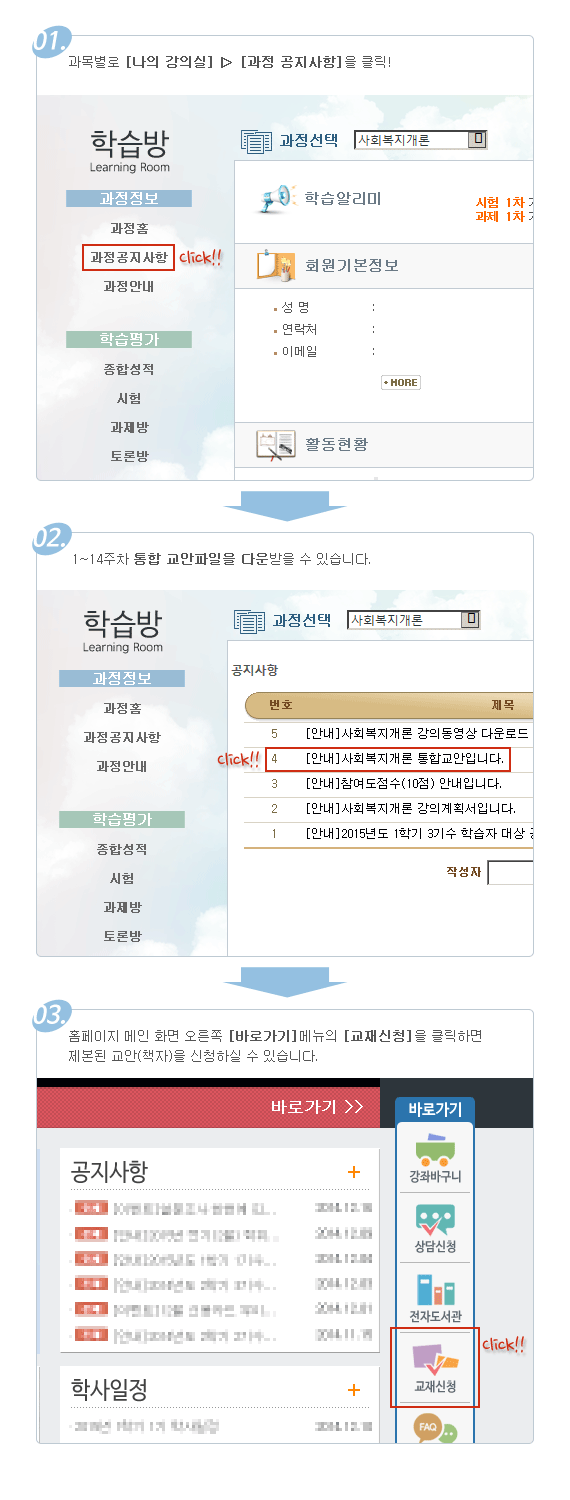 01.
과목별로 [나의 강의실] ▷ [과정 공지사항]을 클릭!
학습방
Learning Room
과정정보
과정홈
과정공지사항 click!!
과정안내
학습평가
종합성적
시험
과제방
토론방
과정선택 사회복지개론
학습알리미
시험 1차
과제 1차
회원기본정보
성 명 :
연락처 :
이메일 :
+ MORE
활동현황
02.
1~14주차 통합 교안파일을 다운받을 수 있습니다.
학습방
Learning Room
과정정보
과정홈
과정공지사항
과정안내
학습평가
종합성적
시험
과제방
토론방
과정선택 사회복지개론
공지사항
번호 제목
5 [안내]사회복지개론 강의동영상 다운로드
click!! 4 [안내]사회복지개론 통합교안입니다.
3 [안내]참여도점수(10점) 안내입니다.
2 [안내]사회복지개론 강의계획서입니다.
1 [안내]2015년도 1학기 3기수 학습자 대상
작성자
03.
홈페이지 메인 화면 오른쪽 [바로가기]메뉴의 [교재신청]을 클릭하면
제본된 교안(책자)을 신청하실 수 있습니다.
바로가기 >>
공지사항 +
학사일정 +
바로가기
강좌바구니
상담신청
전자도서관
교재신청 click!!
FAQ